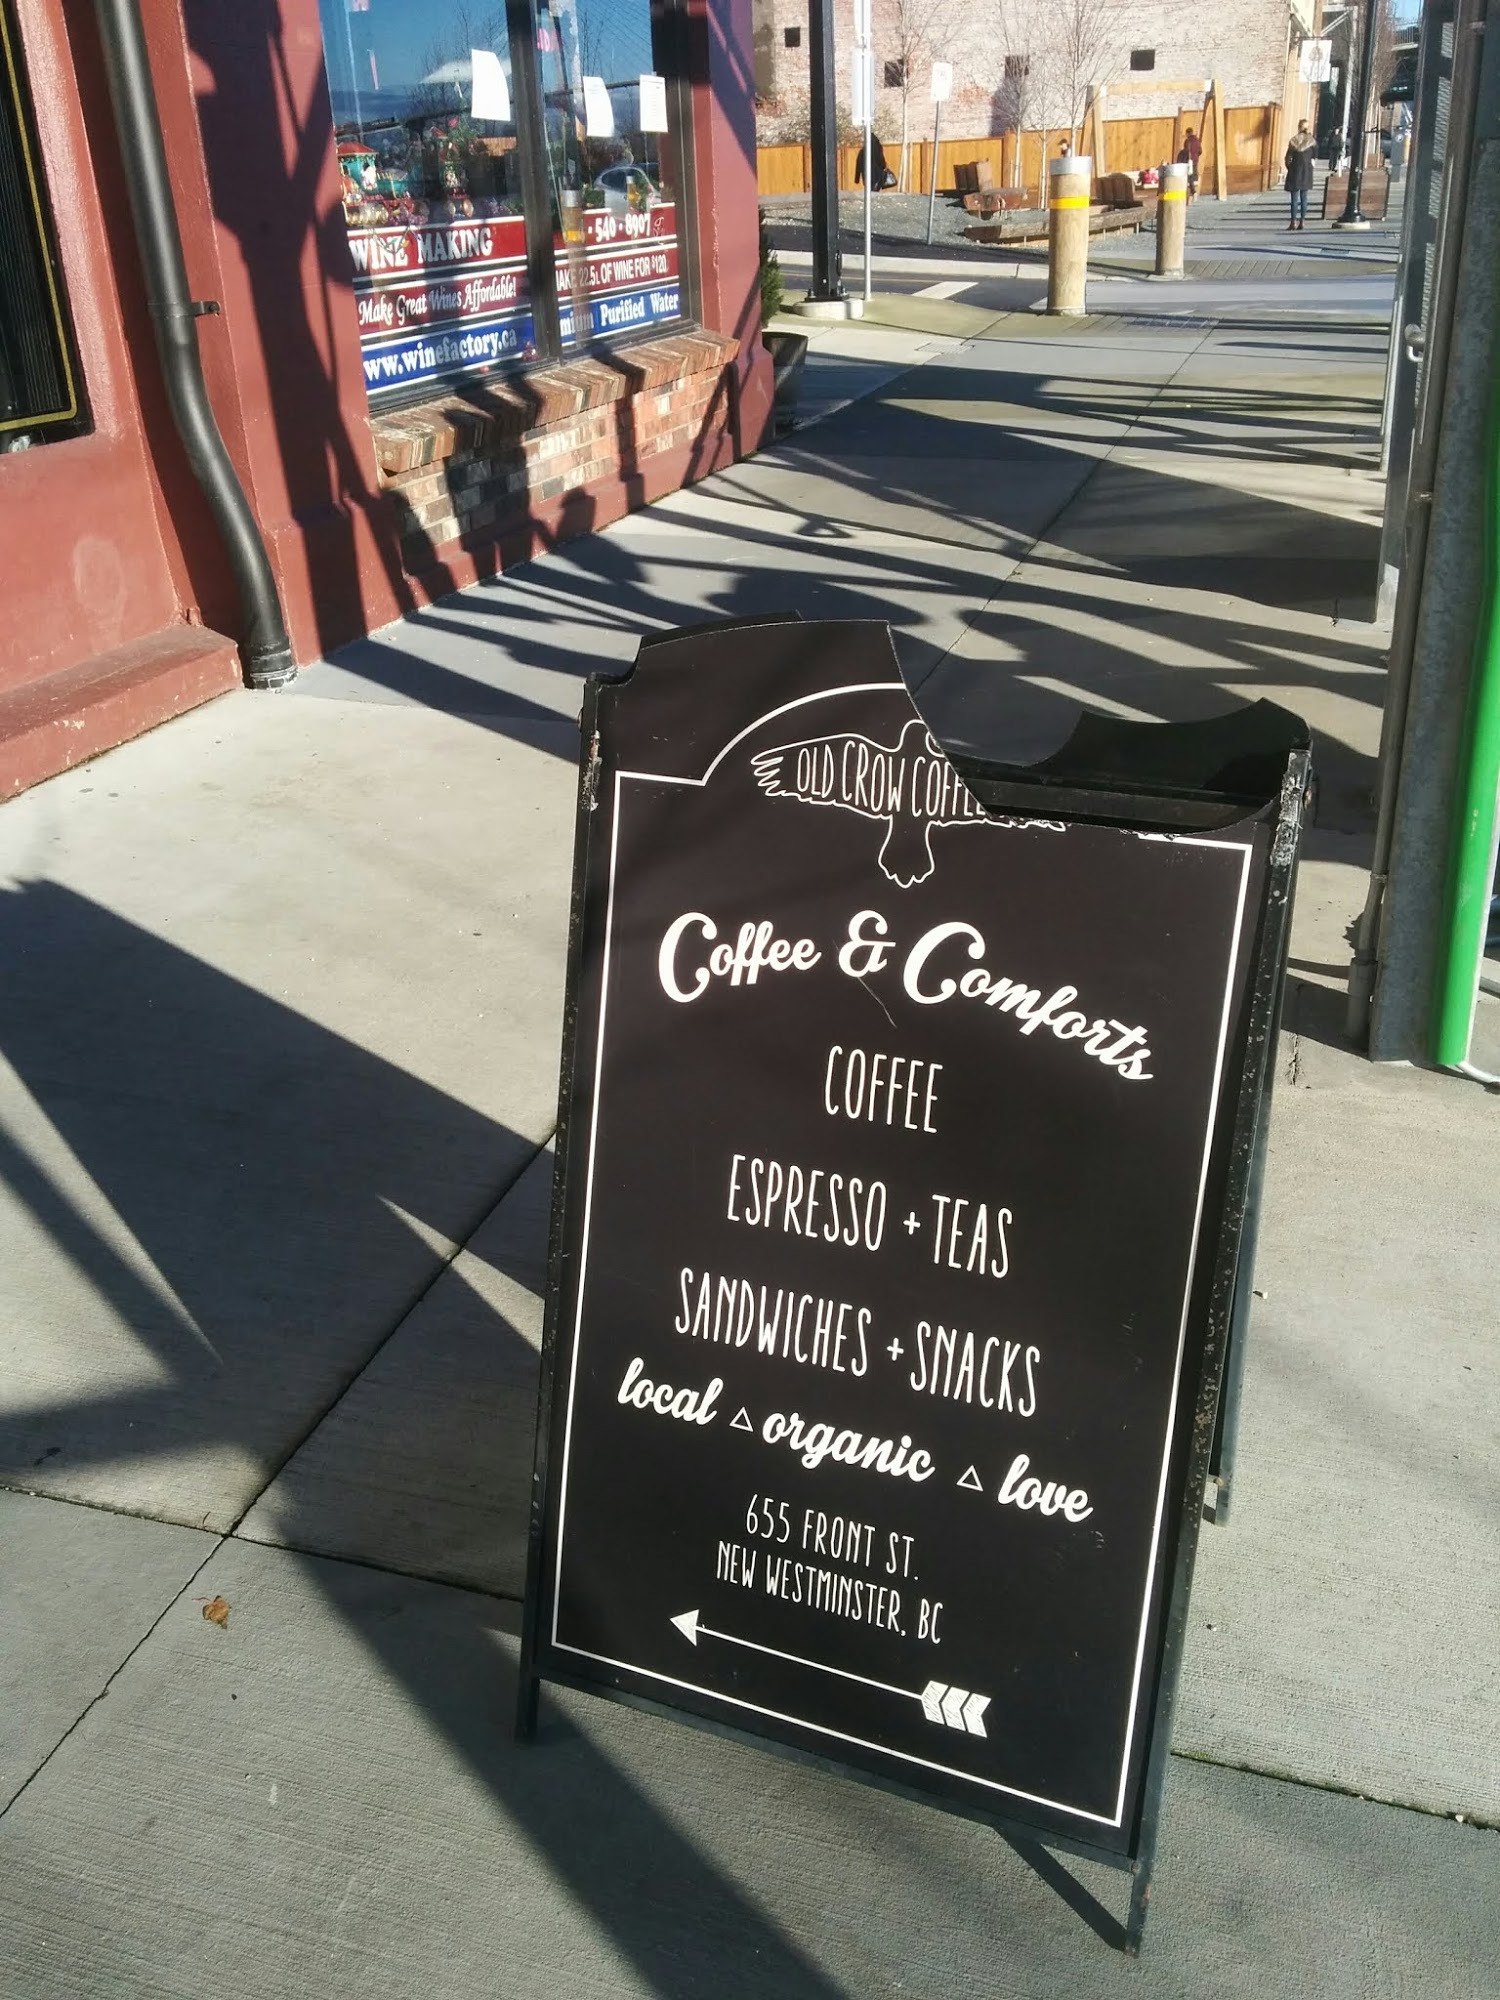 WINE MAKING
Make Great Wines Affordable!
www.winefactory.ca
540 • 8907
22.5L OF WINE FOR $120
Purified Water
OLD CROW COFFEE
Coffee & Comforts
COFFEE
ESPRESSO + TEAS
SANDWICHES + SNACKS
local △ organic △ love
655 FRONT ST.
NEW WESTMINSTER, BC